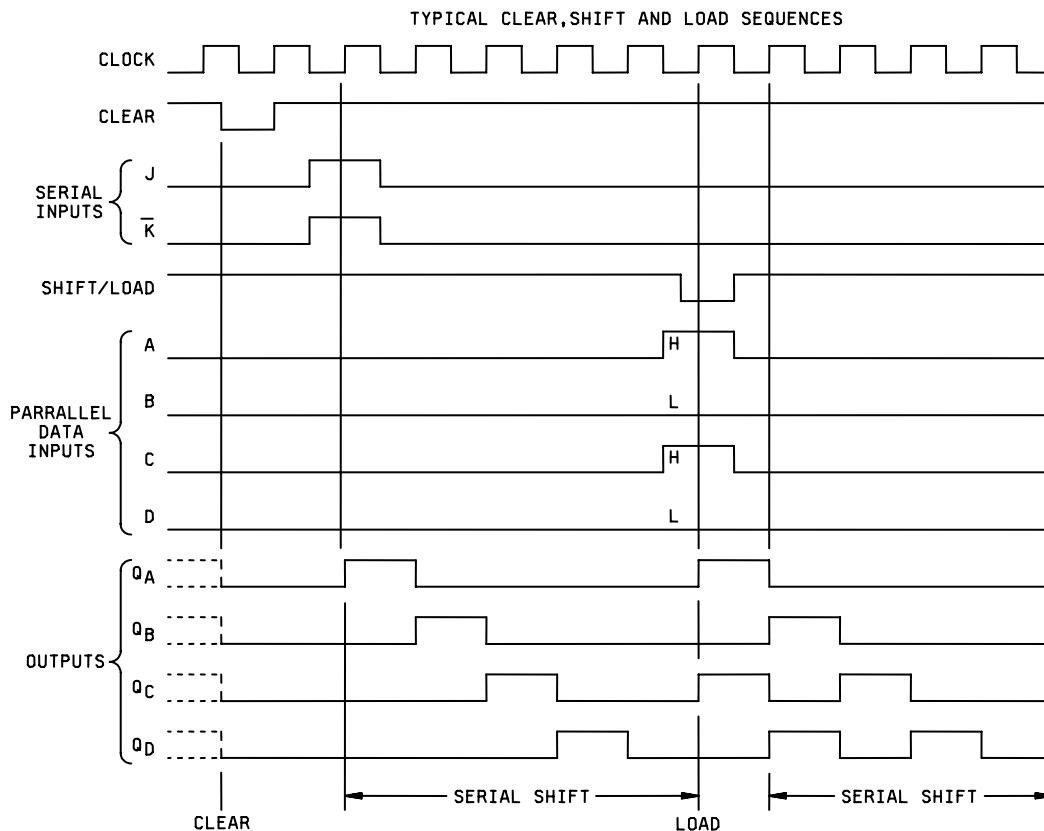 TYPICAL CLEAR,SHIFT AND LOAD SEQUENCES
CLOCK
CLEAR
SERIAL
INPUTS
J
K̅
SHIFT/LOAD
PARRALLEL
DATA
INPUTS
A
H
B
L
C
H
D
L
OUTPUTS
QA
QB
QC
QD
SERIAL SHIFT
SERIAL SHIFT
CLEAR
LOAD